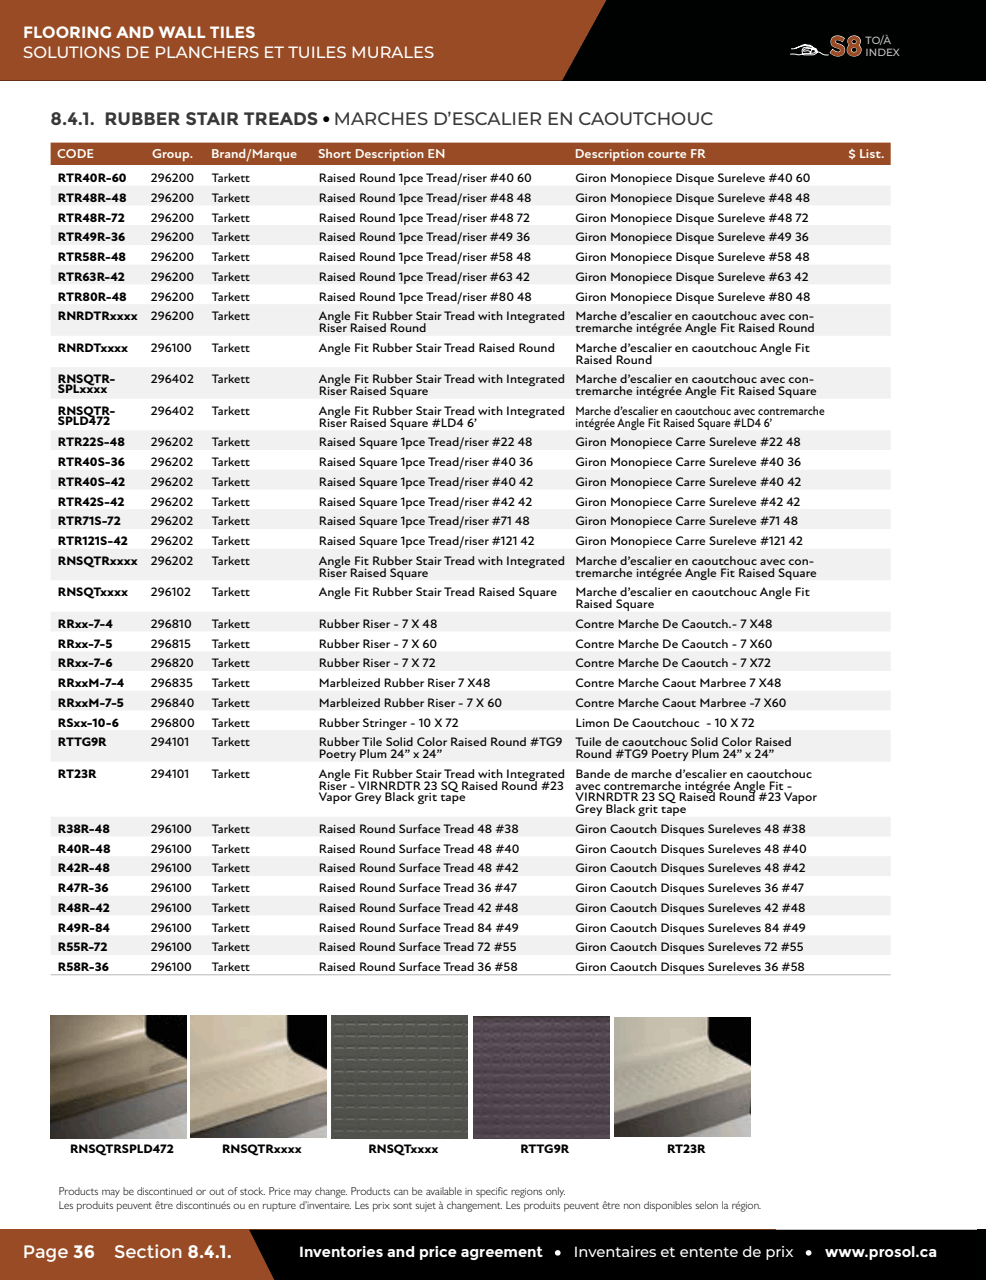 FLOORING AND WALL TILES
SOLUTIONS DE PLANCHERS ET TUILES MURALES
S8 TO/À INDEX
8.4.1. RUBBER STAIR TREADS • MARCHES D'ESCALIER EN CAOUTCHOUC
CODE Group. Brand/Marque Short Description EN Description courte FR $ List.
RTR40R-60 296200 Tarkett Raised Round 1pce Tread/riser #40 60 Giron Monopiece Disque Sureleve #40 60
RTR48R-48 296200 Tarkett Raised Round 1pce Tread/riser #48 48 Giron Monopiece Disque Sureleve #48 48
RTR48R-72 296200 Tarkett Raised Round 1pce Tread/riser #48 72 Giron Monopiece Disque Sureleve #48 72
RTR49R-36 296200 Tarkett Raised Round 1pce Tread/riser #49 36 Giron Monopiece Disque Sureleve #49 36
RTR58R-48 296200 Tarkett Raised Round 1pce Tread/riser #58 48 Giron Monopiece Disque Sureleve #58 48
RTR63R-42 296200 Tarkett Raised Round 1pce Tread/riser #63 42 Giron Monopiece Disque Sureleve #63 42
RTR80R-48 296200 Tarkett Raised Round 1pce Tread/riser #80 48 Giron Monopiece Disque Sureleve #80 48
RNRDTRxxxx 296200 Tarkett Angle Fit Rubber Stair Tread with Integrated Marche d'escalier en caoutchouc avec con-
Riser Raised Round tremarche intégrée Angle Fit Raised Round
RNRDTxxxx 296100 Tarkett Angle Fit Rubber Stair Tread Raised Round Marche d'escalier en caoutchouc Angle Fit
Raised Round
RNSQTR- 296402 Tarkett Angle Fit Rubber Stair Tread with Integrated Marche d'escalier en caoutchouc avec con-
SPLxxxx Riser Raised Square tremarche intégrée Angle Fit Raised Square
RNSQTR- 296402 Tarkett Angle Fit Rubber Stair Tread with Integrated Marche d'escalier en caoutchouc avec contremarche
SPLD472 Riser Raised Square #LD4 6' intégrée Angle Fit Raised Square #LD4 6'
RTR22S-48 296202 Tarkett Raised Square 1pce Tread/riser #22 48 Giron Monopiece Carre Sureleve #22 48
RTR40S-36 296202 Tarkett Raised Square 1pce Tread/riser #40 36 Giron Monopiece Carre Sureleve #40 36
RTR40S-42 296202 Tarkett Raised Square 1pce Tread/riser #40 42 Giron Monopiece Carre Sureleve #40 42
RTR42S-42 296202 Tarkett Raised Square 1pce Tread/riser #42 42 Giron Monopiece Carre Sureleve #42 42
RTR71S-72 296202 Tarkett Raised Square 1pce Tread/riser #71 48 Giron Monopiece Carre Sureleve #71 48
RTR121S-42 296202 Tarkett Raised Square 1pce Tread/riser #121 42 Giron Monopiece Carre Sureleve #121 42
RNSQTRxxxx 296202 Tarkett Angle Fit Rubber Stair Tread with Integrated Marche d'escalier en caoutchouc avec con-
Riser Raised Square tremarche intégrée Angle Fit Raised Square
RNSQTxxxx 296102 Tarkett Angle Fit Rubber Stair Tread Raised Square Marche d'escalier en caoutchouc Angle Fit
Raised Square
RRxx-7-4 296810 Tarkett Rubber Riser - 7 X 48 Contre Marche De Caoutch.- 7 X48
RRxx-7-5 296815 Tarkett Rubber Riser - 7 X 60 Contre Marche De Caoutch - 7 X60
RRxx-7-6 296820 Tarkett Rubber Riser - 7 X 72 Contre Marche De Caoutch - 7 X72
RRxxM-7-4 296835 Tarkett Marbleized Rubber Riser 7 X48 Contre Marche Caout Marbree 7 X48
RRxxM-7-5 296840 Tarkett Marbleized Rubber Riser - 7 X 60 Contre Marche Caout Marbree -7 X60
RSxx-10-6 296800 Tarkett Rubber Stringer - 10 X 72 Limon De Caoutchouc - 10 X 72
RTTG9R 294101 Tarkett Rubber Tile Solid Color Raised Round #TG9 Tuile de caoutchouc Solid Color Raised
Poetry Plum 24" x 24" Round #TG9 Poetry Plum 24" x 24"
RT23R 294101 Tarkett Angle Fit Rubber Stair Tread with Integrated Bande de marche d'escalier en caoutchouc
Riser - VIRNRDTR 23 SQ Raised Round #23 avec contremarche intégrée Angle Fit -
Vapor Grey Black grit tape VIRNRDTR 23 SQ Raised Round #23 Vapor
Grey Black grit tape
R38R-48 296100 Tarkett Raised Round Surface Tread 48 #38 Giron Caoutch Disques Sureleves 48 #38
R40R-48 296100 Tarkett Raised Round Surface Tread 48 #40 Giron Caoutch Disques Sureleves 48 #40
R42R-48 296100 Tarkett Raised Round Surface Tread 48 #42 Giron Caoutch Disques Sureleves 48 #42
R47R-36 296100 Tarkett Raised Round Surface Tread 36 #47 Giron Caoutch Disques Sureleves 36 #47
R48R-42 296100 Tarkett Raised Round Surface Tread 42 #48 Giron Caoutch Disques Sureleves 42 #48
R49R-84 296100 Tarkett Raised Round Surface Tread 84 #49 Giron Caoutch Disques Sureleves 84 #49
R55R-72 296100 Tarkett Raised Round Surface Tread 72 #55 Giron Caoutch Disques Sureleves 72 #55
R58R-36 296100 Tarkett Raised Round Surface Tread 36 #58 Giron Caoutch Disques Sureleves 36 #58
RNSQTRSPLD472 RNSQTRxxxx RNSQTxxxx RTTG9R RT23R
Products may be discontinued or out of stock. Price may change. Products can be available in specific regions only.
Les produits peuvent être discontinués ou en rupture d'inventaire. Les prix sont sujet à changement. Les produits peuvent être non disponibles selon la région.
Page 36 Section 8.4.1. Inventories and price agreement • Inventaires et entente de prix • www.prosol.ca